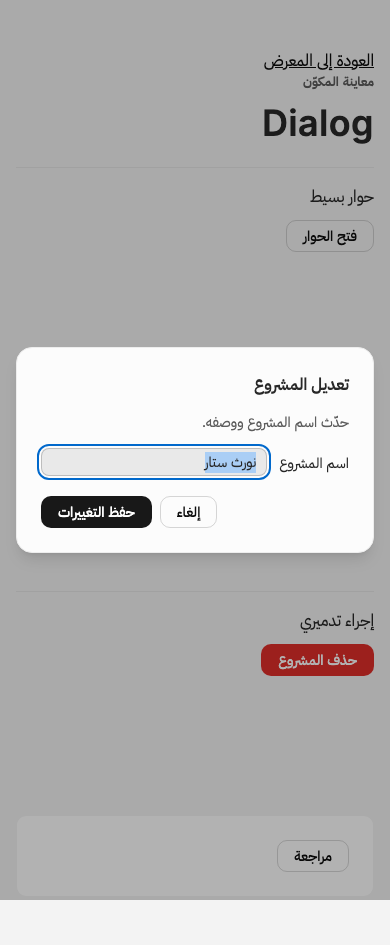 العودة إلى المعرض
معاينة المكوّن
Dialog
حوار بسيط
فتح الحوار
تعديل المشروع
حدّث اسم المشروع ووصفه.
اسم المشروع نورث ستار
إلغاء حفظ التغييرات
إجراء تدميري
حذف المشروع
مراجعة